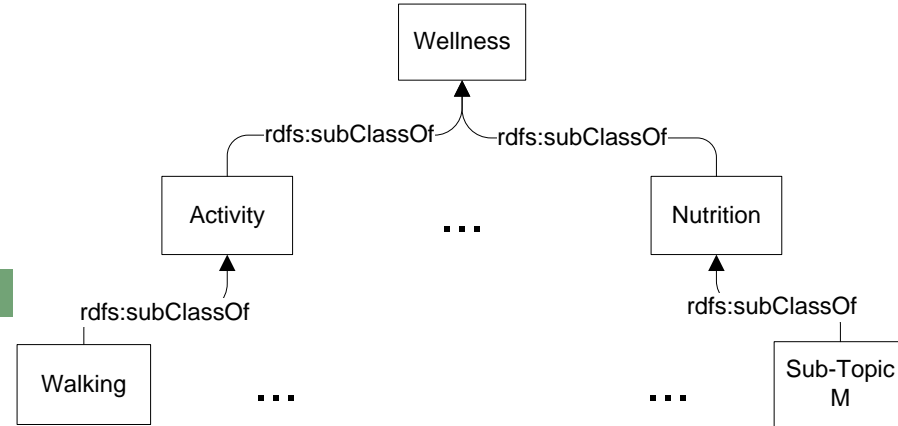 Wellness
rdfs:subClassOf
rdfs:subClassOf
Activity
...
Nutrition
rdfs:subClassOf
rdfs:subClassOf
Walking
...
...
Sub-Topic
M